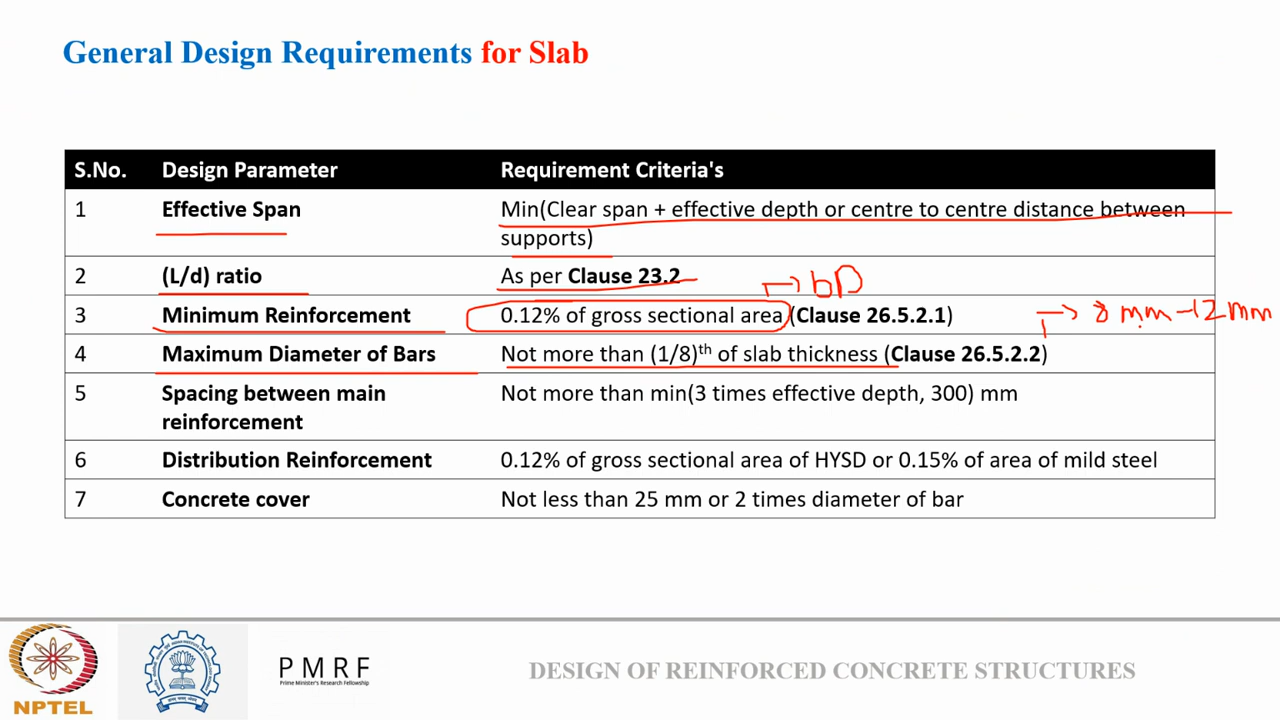 General Design Requirements for Slab
S.No. Design Parameter Requirement Criteria's
1 Effective Span Min(Clear span + effective depth or centre to centre distance between
supports)
2 (L/d) ratio As per Clause 23.2
bD
3 Minimum Reinforcement 0.12% of gross sectional area (Clause 26.5.2.1)
8 mm-12 mm
4 Maximum Diameter of Bars Not more than (1/8)th of slab thickness (Clause 26.5.2.2)
5 Spacing between main Not more than min(3 times effective depth, 300) mm
reinforcement
6 Distribution Reinforcement 0.12% of gross sectional area of HYSD or 0.15% of area of mild steel
7 Concrete cover Not less than 25 mm or 2 times diameter of bar
NPTEL
PMRF
Prime Minister's Research Fellowship
DESIGN OF REINFORCED CONCRETE STRUCTURES